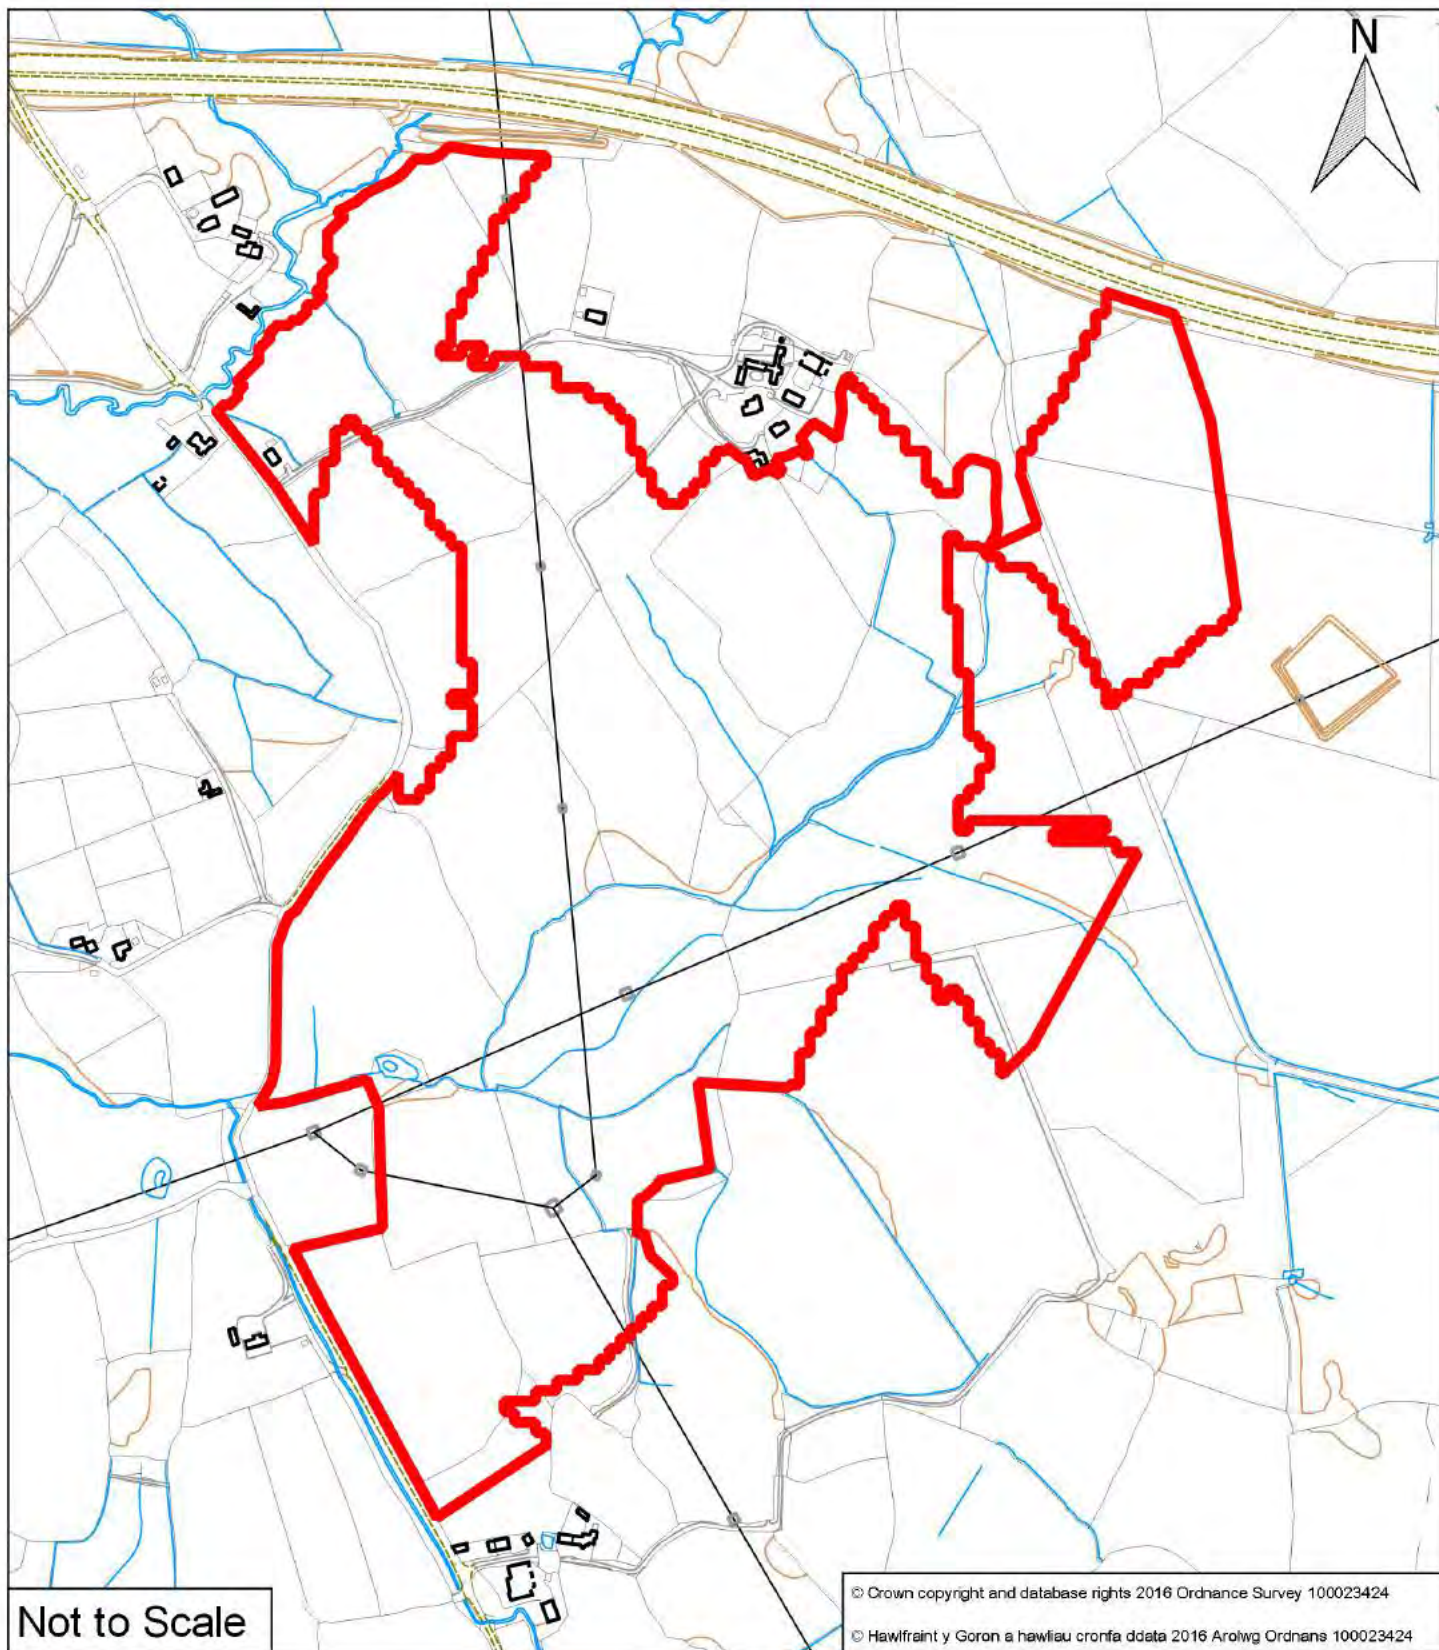 N
Not to Scale
© Crown copyright and database rights 2016 Ordnance Survey 100023424
© Hawlfraint y Goron a hawliau cronfa ddata 2016 Arolwg Ordnans 100023424